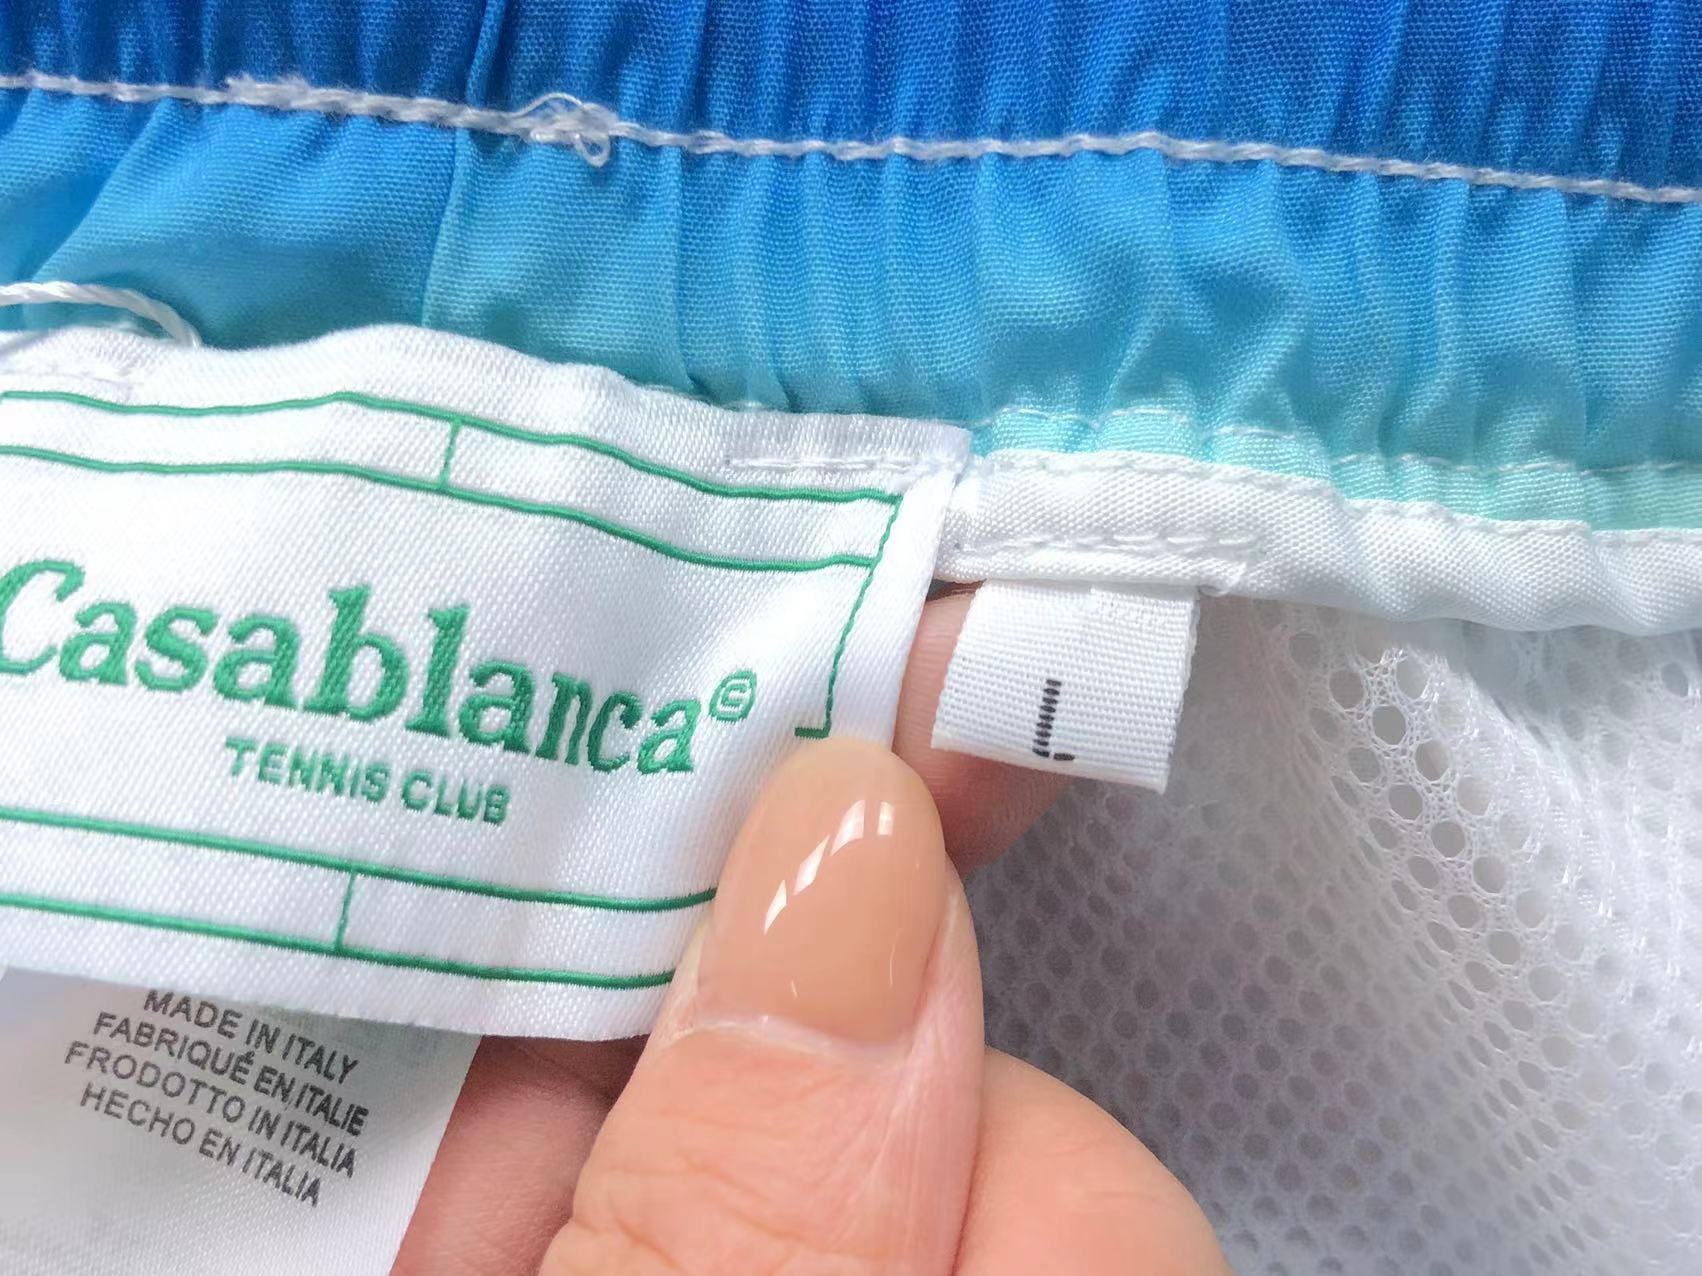 Casablanca©
TENNIS CLUB
L
MADE IN ITALY
FABRIQUÉ EN ITALIE
FRODOTTO IN ITALIA
HECHO EN ITALIA